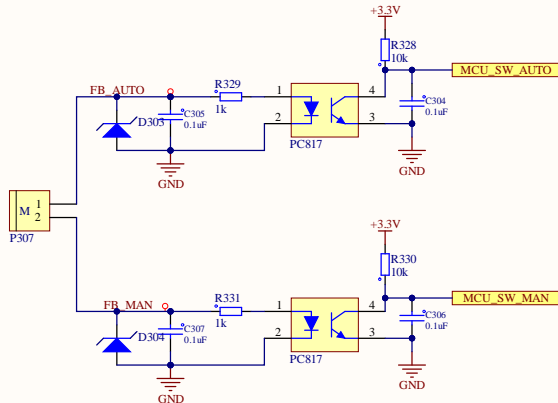 +3.3V
R328
10k
MCU_SW_AUTO
FB_AUTO
R329
1k
1
2
4
3
C304
0.1uF
D303
C305
0.1uF
PC817
GND
GND
M
1
2
P307
+3.3V
R330
10k
MCU_SW_MAN
FB_MAN
R331
1k
1
2
4
3
C306
0.1uF
D304
C307
0.1uF
PC817
GND
GND